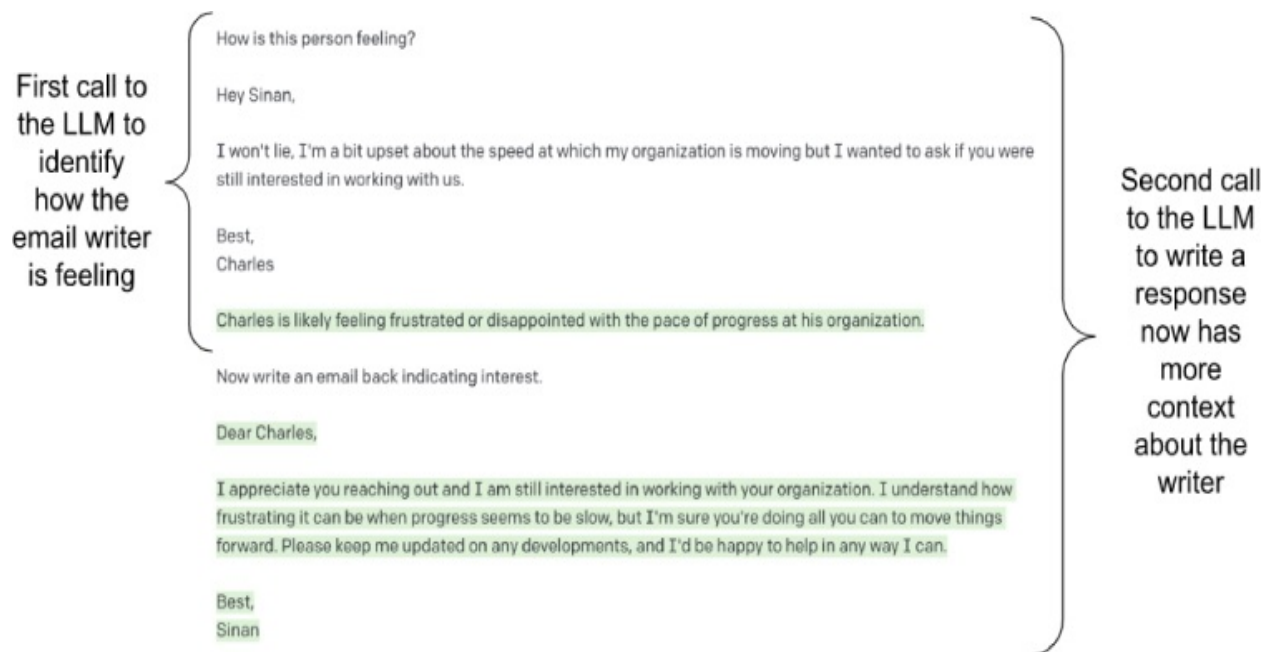 First call to
the LLM to
identify
how the
email writer
is feeling
How is this person feeling?
Hey Sinan,
I won't lie, I'm a bit upset about the speed at which my organization is moving but I wanted to ask if you were
still interested in working with us.
Best,
Charles
Charles is likely feeling frustrated or disappointed with the pace of progress at his organization.
Now write an email back indicating interest.
Dear Charles,
I appreciate you reaching out and I am still interested in working with your organization. I understand how
frustrating it can be when progress seems to be slow, but I'm sure you're doing all you can to move things
forward. Please keep me updated on any developments, and I'd be happy to help in any way I can.
Best,
Sinan
Second call
to the LLM
to write a
response
now has
more
context
about the
writer